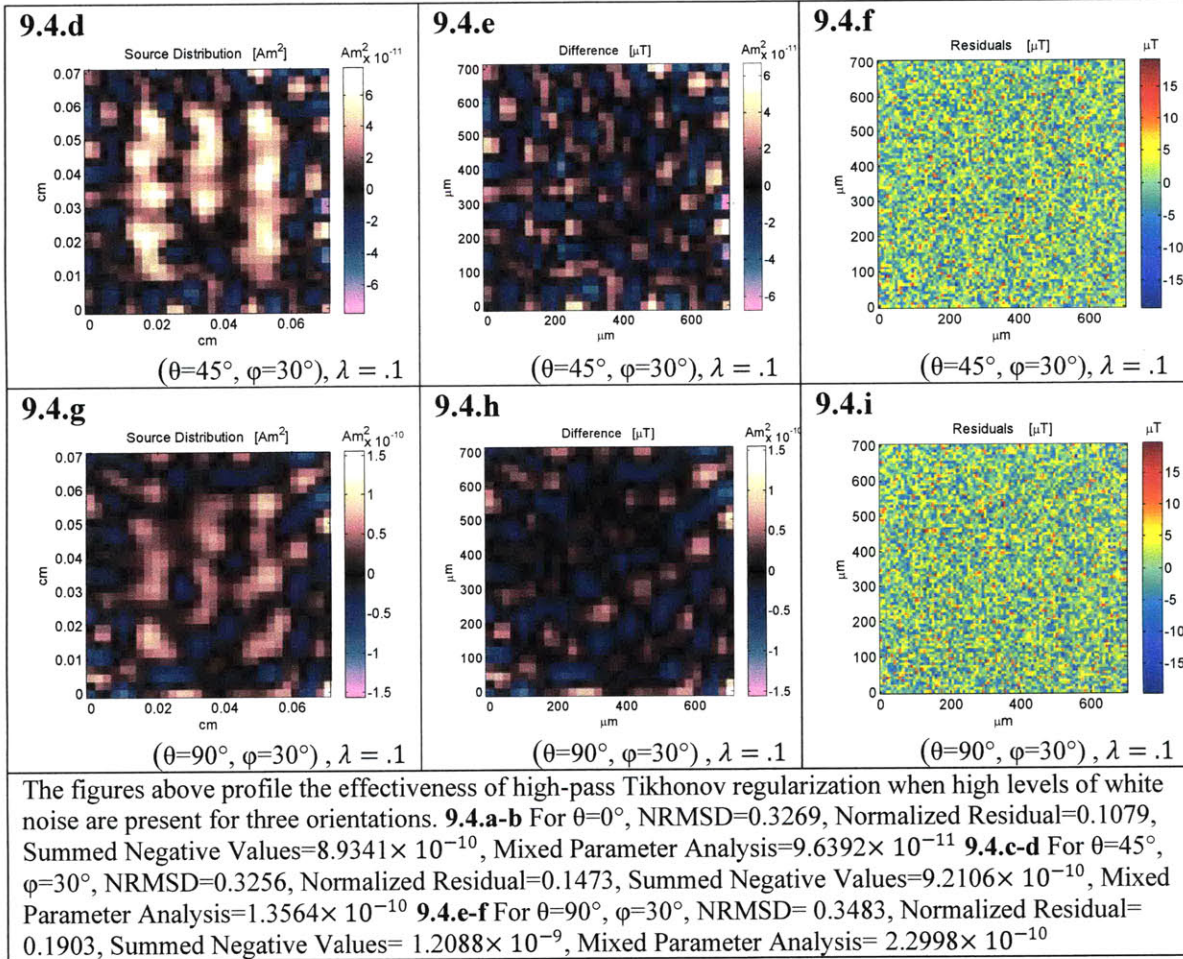 9.4.d
Source Distribution [Am²]
Am² x 10⁻¹¹
0.07
0.06
0.05
0.04
0.03
0.02
0.01
0
cm
0 0.02 0.04 0.06
cm
6
4
2
0
-2
-4
-6
(θ=45°, φ=30°), λ = .1
9.4.e
Difference [μT]
Am² x 10⁻¹¹
700
600
500
400
300
200
100
0
μm
0 200 400 600
μm
6
4
2
0
-2
-4
-6
(θ=45°, φ=30°), λ = .1
9.4.f
Residuals [μT]
μT
700
600
500
400
300
200
100
0
μm
0 200 400 600
μm
15
10
5
0
-5
-10
-15
(θ=45°, φ=30°), λ = .1
9.4.g
Source Distribution [Am²]
Am² x 10⁻¹⁰
0.07
0.06
0.05
0.04
0.03
0.02
0.01
0
cm
0 0.02 0.04 0.06
cm
1.5
1
0.5
0
-0.5
-1
-1.5
(θ=90°, φ=30°) , λ = .1
9.4.h
Difference [μT]
Am² x 10⁻¹⁰
700
600
500
400
300
200
100
0
μm
0 200 400 600
μm
1.5
1
0.5
0
-0.5
-1
-1.5
(θ=90°, φ=30°) , λ = .1
9.4.i
Residuals [μT]
μT
700
600
500
400
300
200
100
0
μm
0 200 400 600
μm
15
10
5
0
-5
-10
-15
(θ=90°, φ=30°) , λ = .1
The figures above profile the effectiveness of high-pass Tikhonov regularization when high levels of white
noise are present for three orientations. 9.4.a-b For θ=0°, NRMSD=0.3269, Normalized Residual=0.1079,
Summed Negative Values=8.9341× 10⁻¹⁰, Mixed Parameter Analysis=9.6392× 10⁻¹¹ 9.4.c-d For θ=45°,
φ=30°, NRMSD=0.3256, Normalized Residual=0.1473, Summed Negative Values=9.2106× 10⁻¹⁰, Mixed
Parameter Analysis=1.3564× 10⁻¹⁰ 9.4.e-f For θ=90°, φ=30°, NRMSD= 0.3483, Normalized Residual=
0.1903, Summed Negative Values= 1.2088× 10⁻⁹, Mixed Parameter Analysis= 2.2998× 10⁻¹⁰